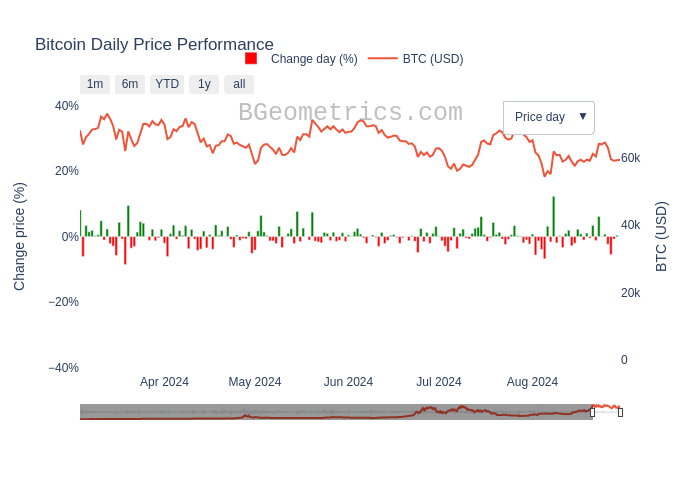 Bitcoin Daily Price Performance
Change day (%)
BTC (USD)
1m
6m
YTD
1y
all
BGeometrics.com
Price day ▼
40%
20%
0%
−20%
−40%
Change price (%)
60k
40k
20k
0
BTC (USD)
Apr 2024
May 2024
Jun 2024
Jul 2024
Aug 2024